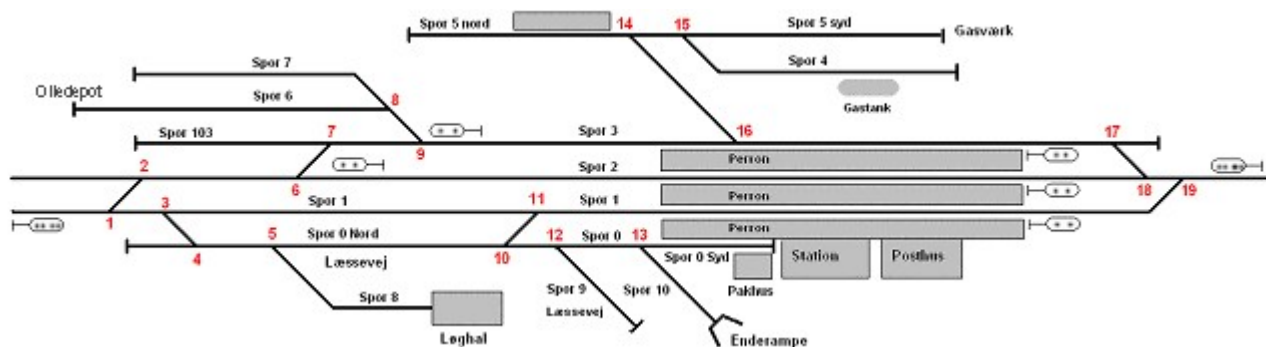 Spor 5 nord
14
15
Spor 5 syd
Gasværk
Spor 7
Spor 4
Olledepot
Spor 6
8
Gastank
Spor 103
7
9
Spor 3
16
17
2
Spor 2
Perron
6
18
19
1
3
Spor 1
11
Spor 1
Perron
4
5
Spor 0 Nord
10
12
Spor 0
13
Perron
Læssevej
Spor 0 Syd
Station
Posthus
Spor 8
Spor 9
Spor 10
Pakhus
Læssevej
Løghal
Enderampe